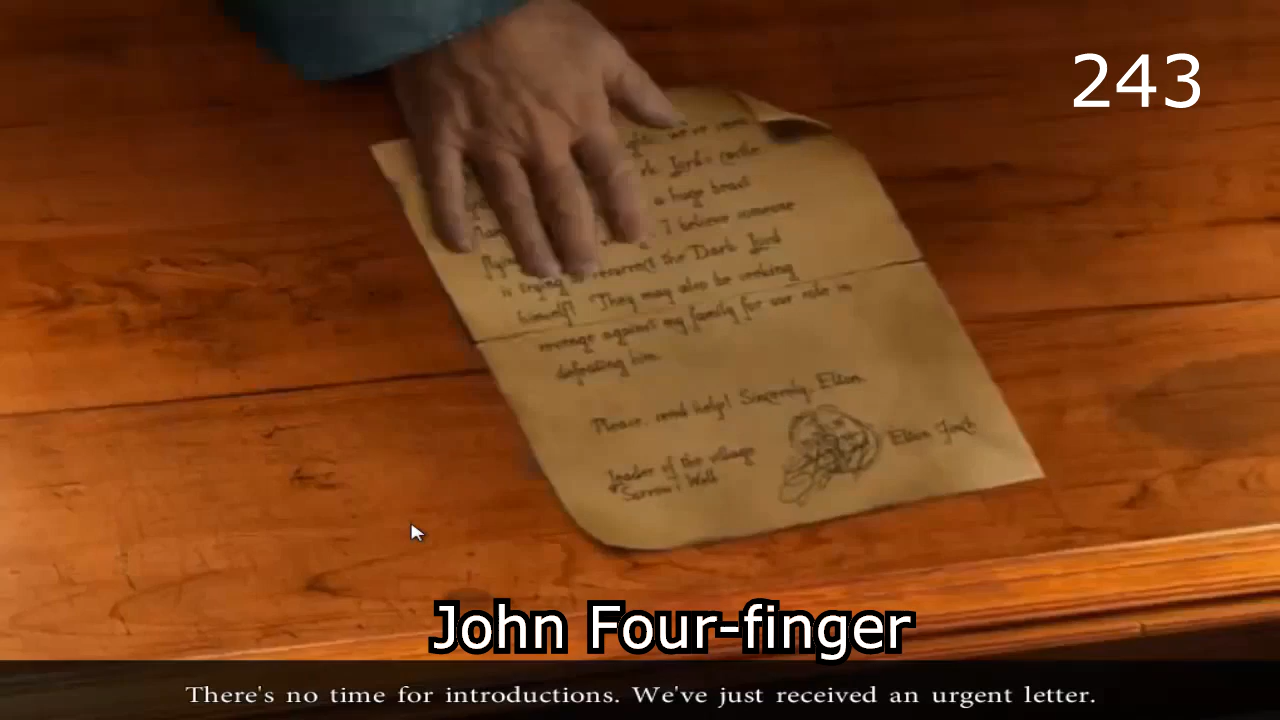 243
a huge beast
I believe someone
is trying to resurrect the Dark Lord
himself! They may also be seeking
revenge against my family for our role in
defeating him.
Please, send help! Sincerely, Elton.
Leader of the village
Sorrow's Well
Elton
John Four-finger
There's no time for introductions. We've just received an urgent letter.